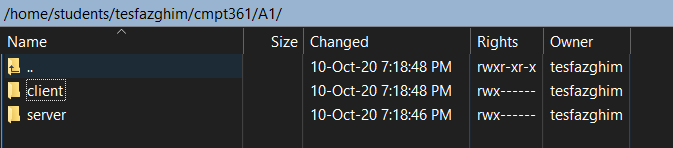 /home/students/tesfazghim/cmpt361/A1/
Name Size Changed Rights Owner
.. 10-Oct-20 7:18:48 PM rwxr-xr-x tesfazghim
client 10-Oct-20 7:18:48 PM rwx------ tesfazghim
server 10-Oct-20 7:18:46 PM rwx------ tesfazghim